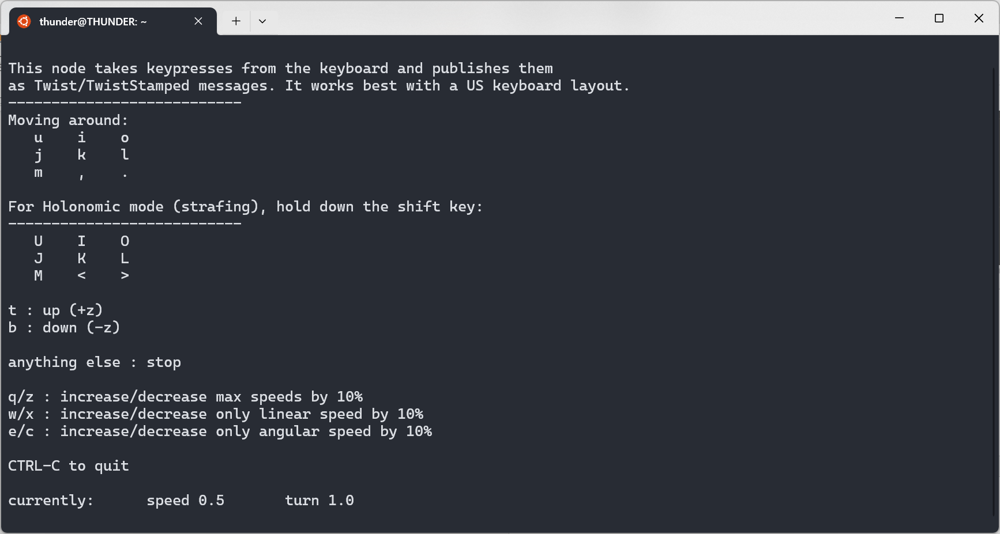 thunder@THUNDER: ~
This node takes keypresses from the keyboard and publishes them
as Twist/TwistStamped messages. It works best with a US keyboard layout.
---------------------------
Moving around:
   u    i    o
   j    k    l
   m    ,    .
For Holonomic mode (strafing), hold down the shift key:
---------------------------
   U    I    O
   J    K    L
   M    <    >
t : up (+z)
b : down (-z)
anything else : stop
q/z : increase/decrease max speeds by 10%
w/x : increase/decrease only linear speed by 10%
e/c : increase/decrease only angular speed by 10%
CTRL-C to quit
currently:      speed 0.5       turn 1.0